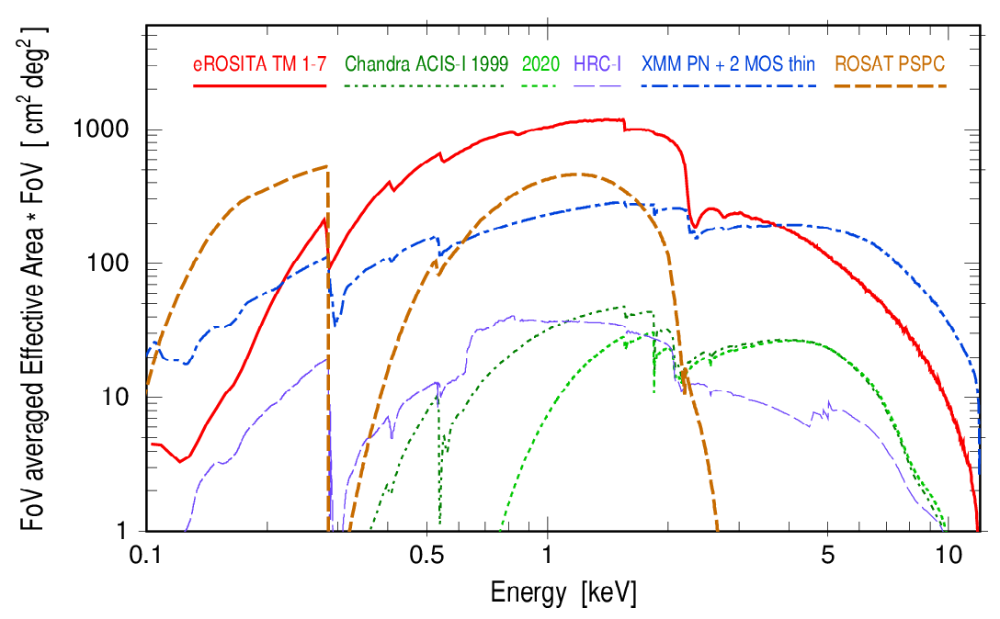 eROSITA TM 1-7 Chandra ACIS-I 1999 2020 HRC-I XMM PN + 2 MOS thin ROSAT PSPC
FoV averaged Effective Area * FoV [ cm² deg² ]
1000
100
10
1
0.1 0.5 1 5 10
Energy [keV]